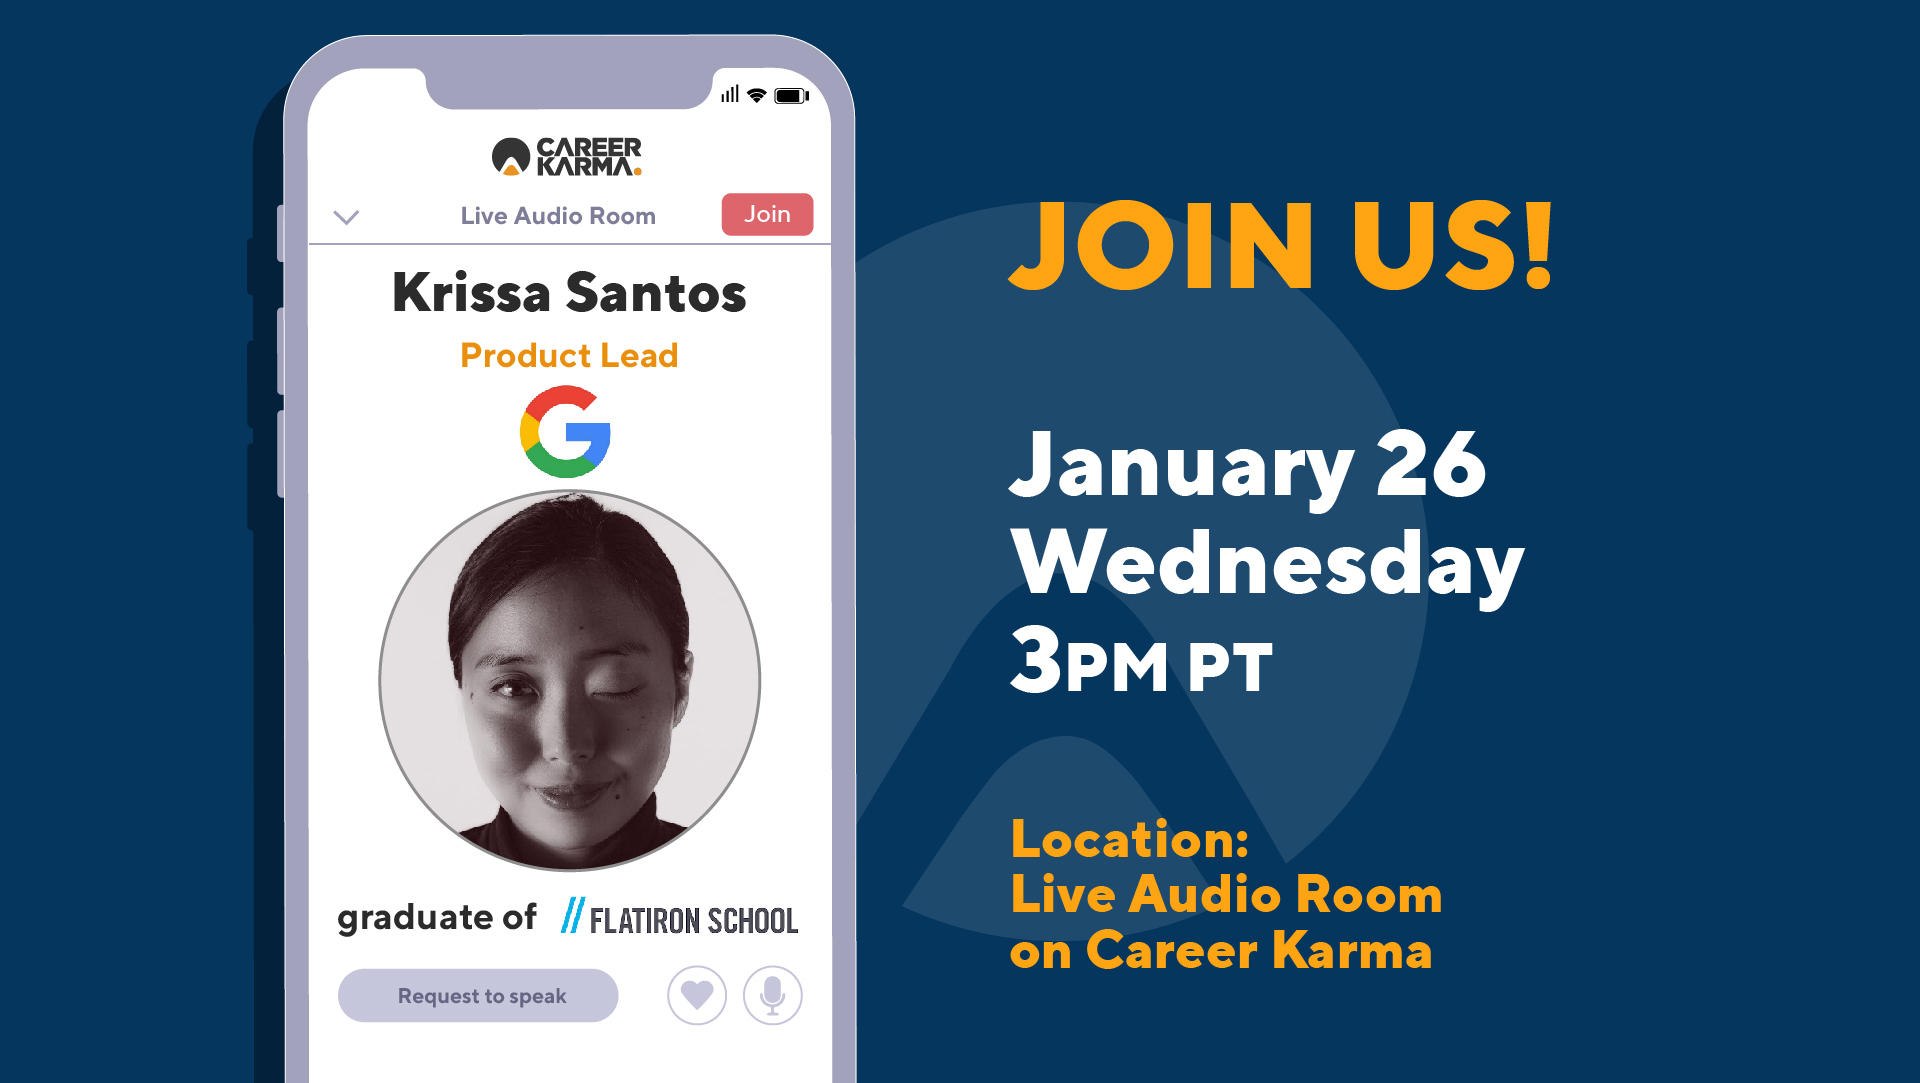 CAREER
KARMA.
Live Audio Room
Join
Krissa Santos
Product Lead
G
graduate of // FLATIRON SCHOOL
Request to speak
JOIN US!
January 26
Wednesday
3PM PT
Location:
Live Audio Room
on Career Karma